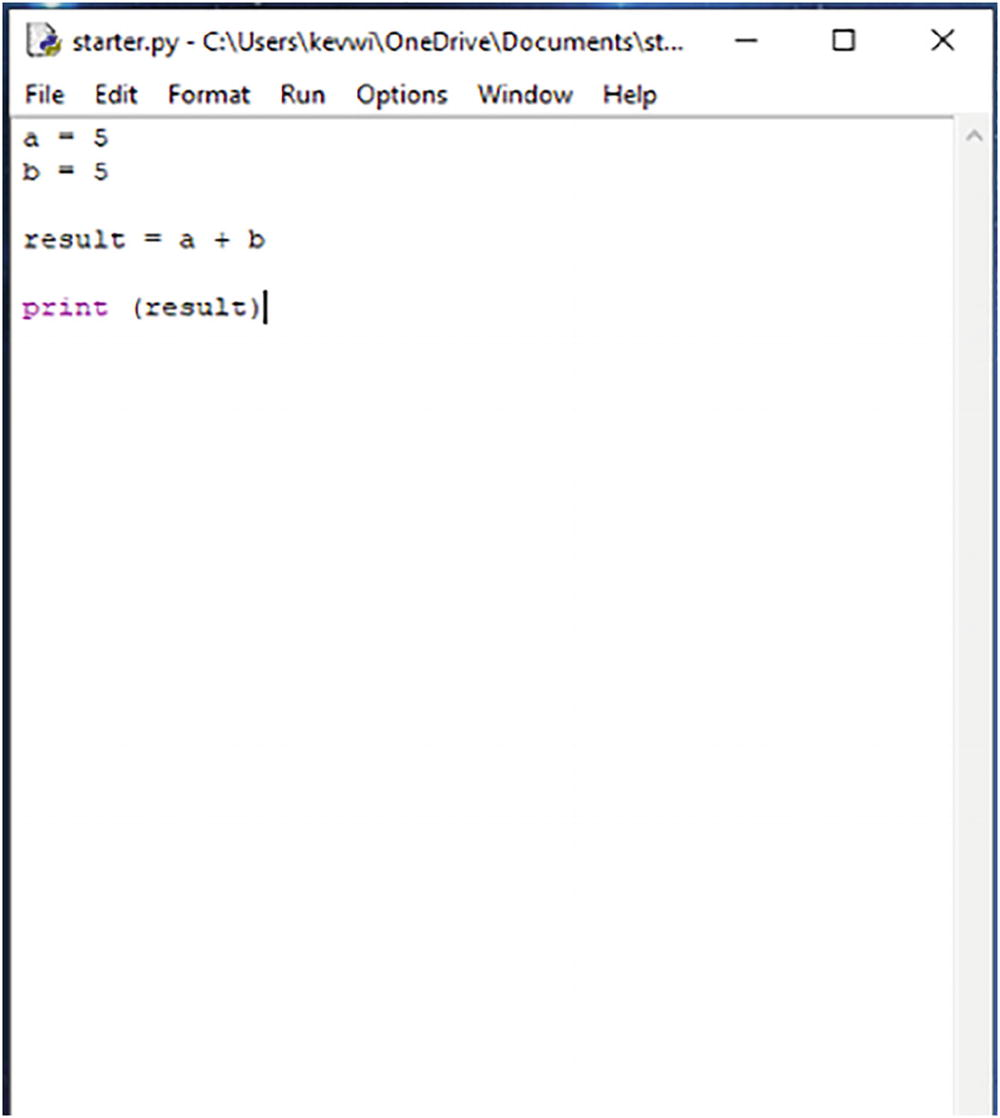 starter.py - C:\Users\kevwi\OneDrive\Documents\st...
File Edit Format Run Options Window Help
a = 5
b = 5
result = a + b
print (result)